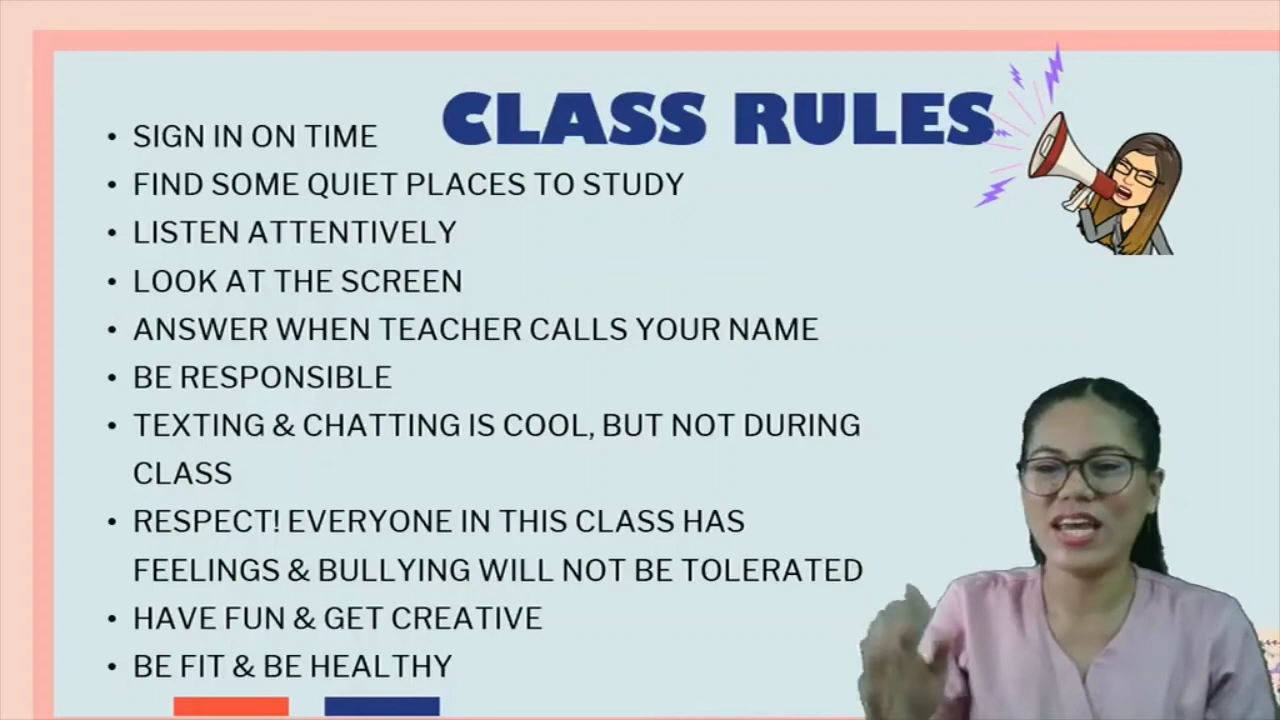 CLASS RULES
• SIGN IN ON TIME
• FIND SOME QUIET PLACES TO STUDY
• LISTEN ATTENTIVELY
• LOOK AT THE SCREEN
• ANSWER WHEN TEACHER CALLS YOUR NAME
• BE RESPONSIBLE
• TEXTING & CHATTING IS COOL, BUT NOT DURING
CLASS
• RESPECT! EVERYONE IN THIS CLASS HAS
FEELINGS & BULLYING WILL NOT BE TOLERATED
• HAVE FUN & GET CREATIVE
• BE FIT & BE HEALTHY